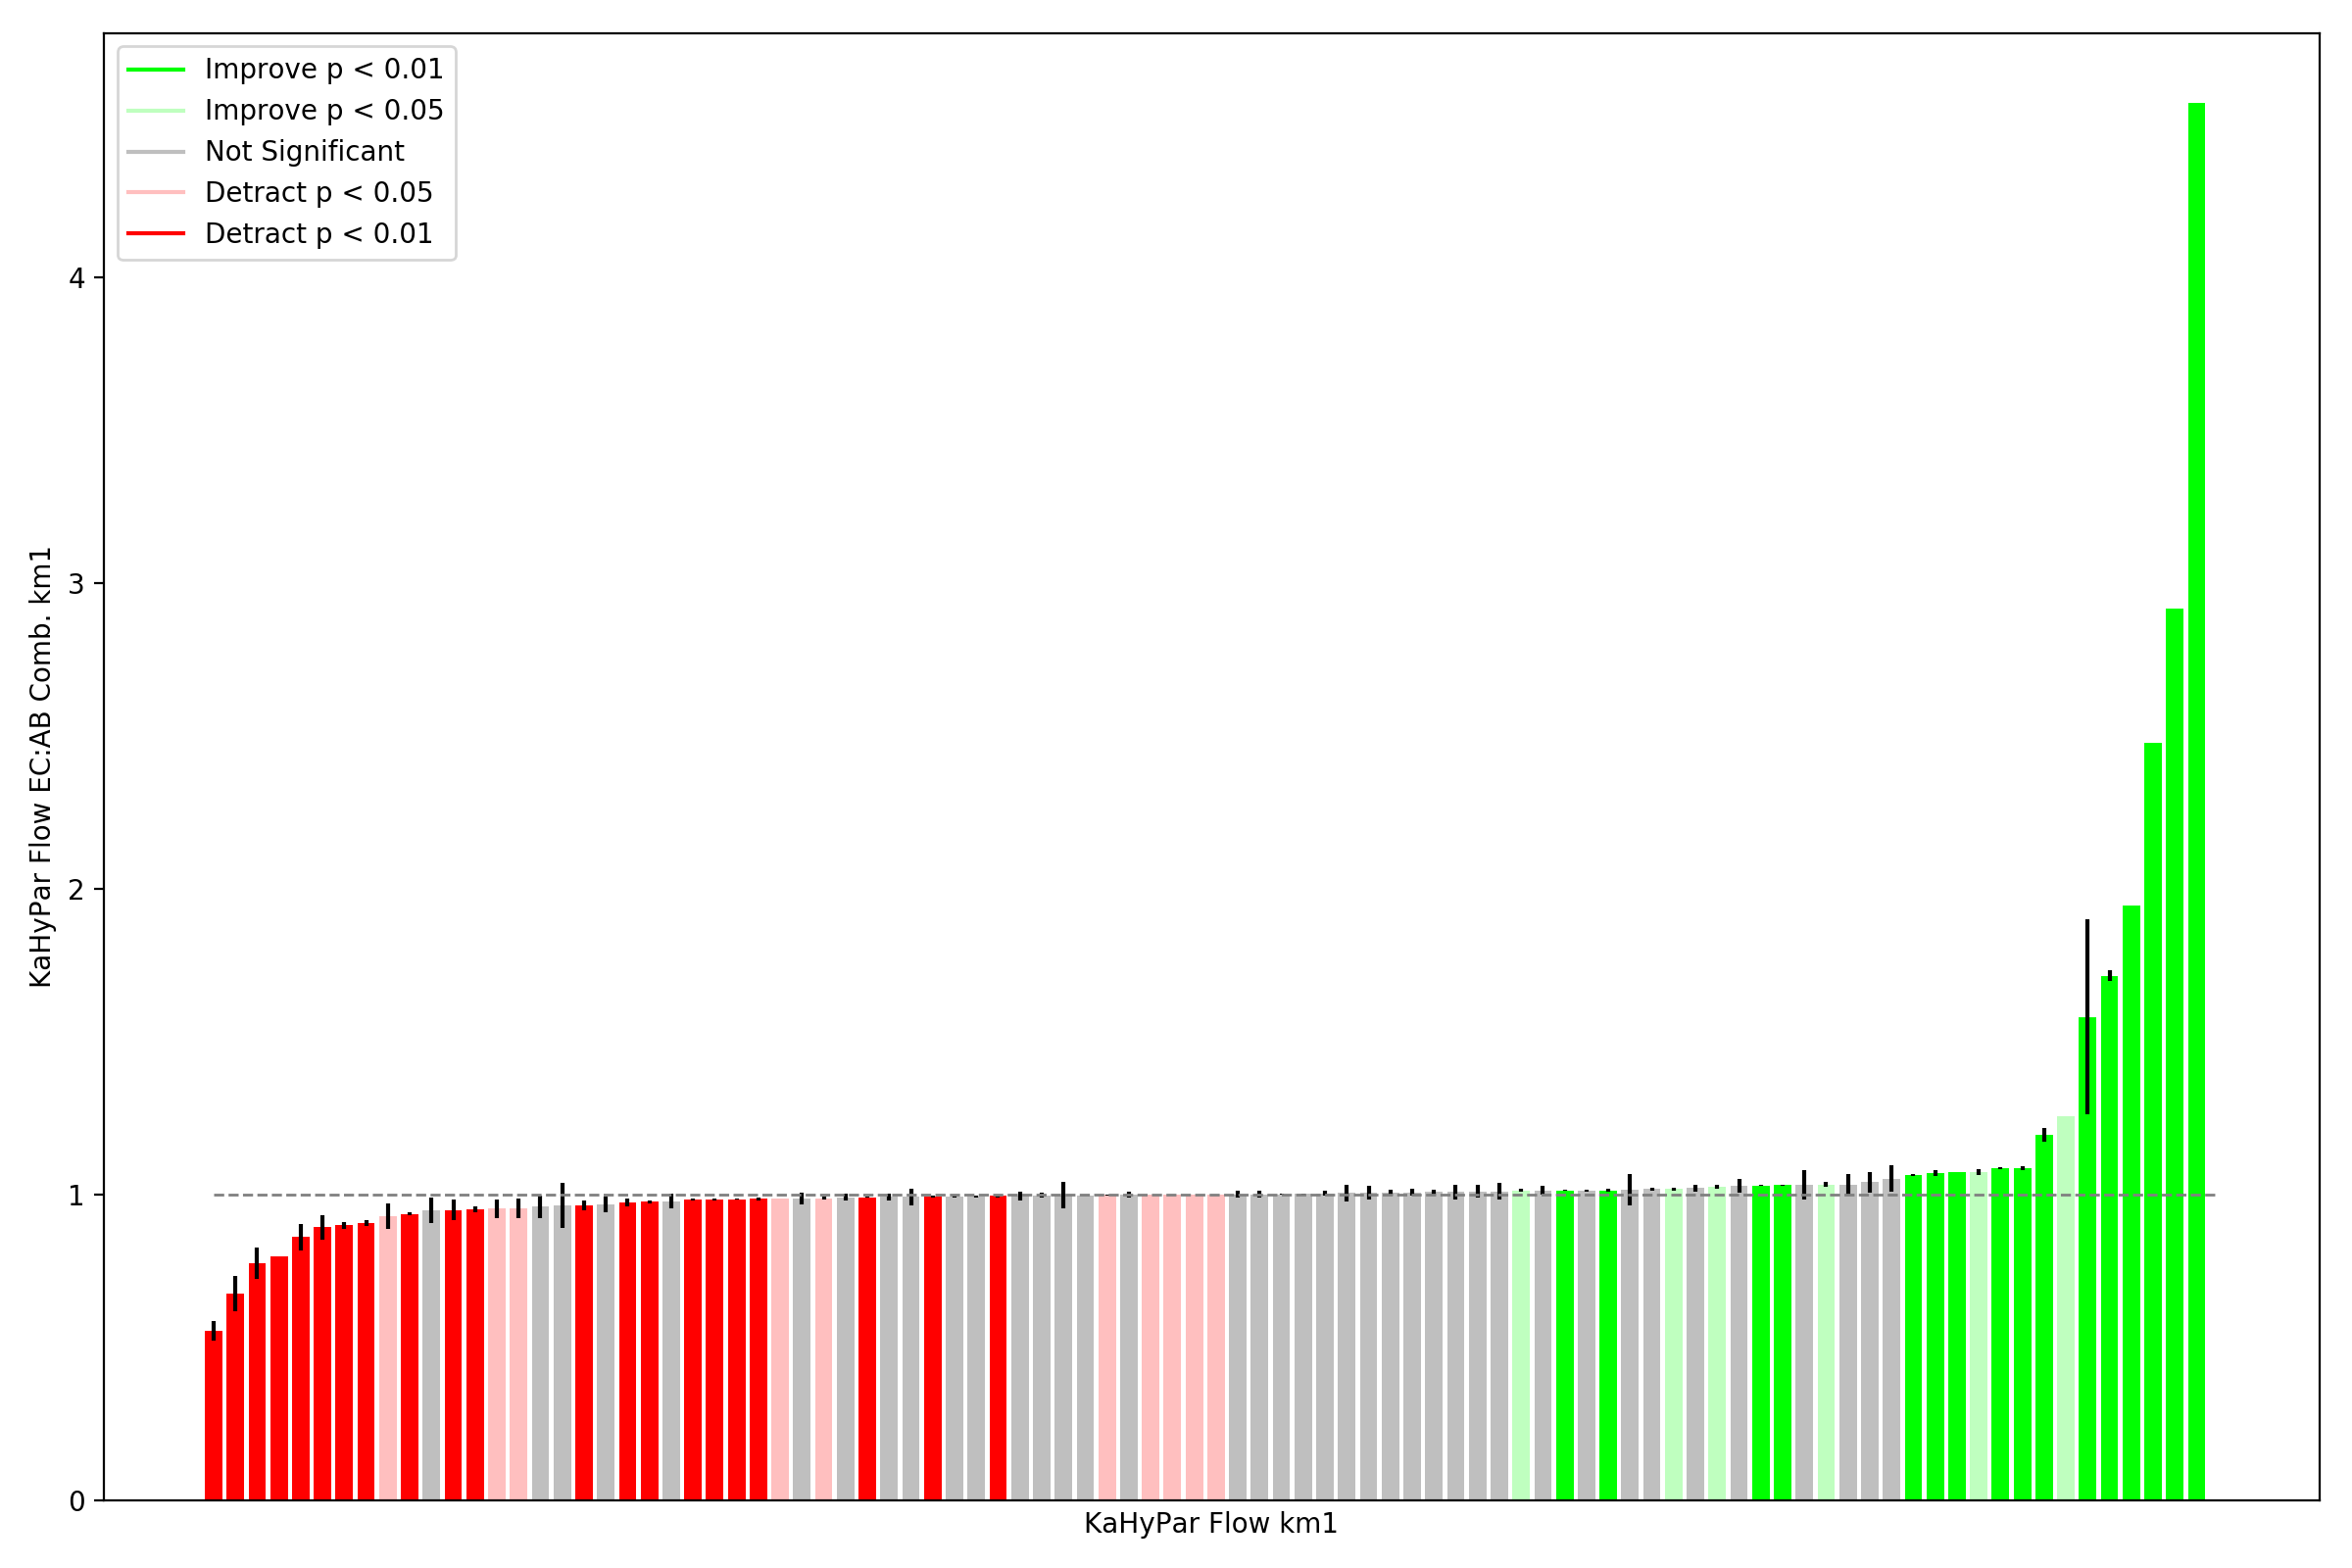 Improve p < 0.01
Improve p < 0.05
Not Significant
Detract p < 0.05
Detract p < 0.01
4
3
2
1
0
KaHyPar Flow EC:AB Comb. km1
KaHyPar Flow km1